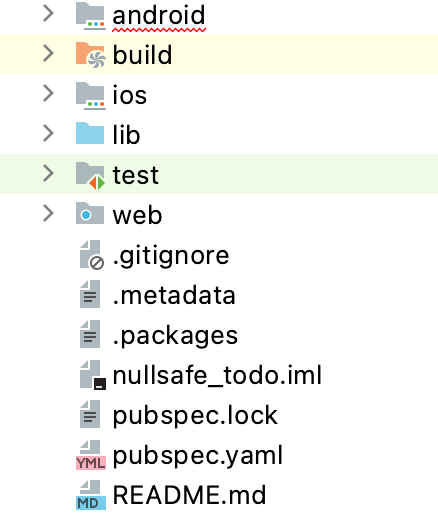 android
build
ios
lib
test
web
.gitignore
.metadata
.packages
nullsafe_todo.iml
pubspec.lock
YML pubspec.yaml
MD README.md